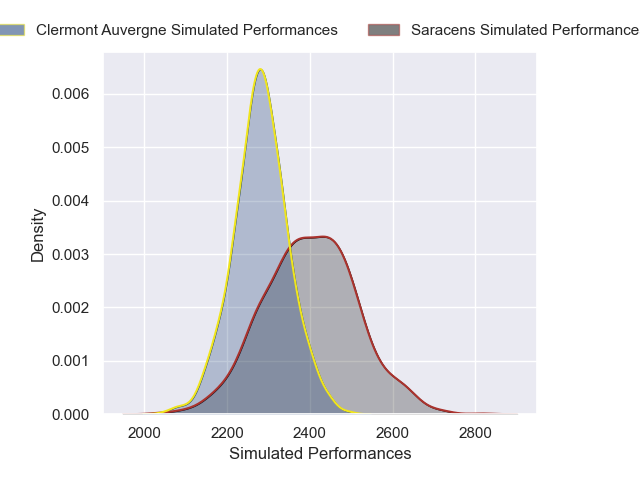 Clermont Auvergne Simulated Performances Saracens Simulated Performance
0.006
0.005
0.004
0.003
0.002
0.001
0.000
Density
2000 2200 2400 2600 2800
Simulated Performances